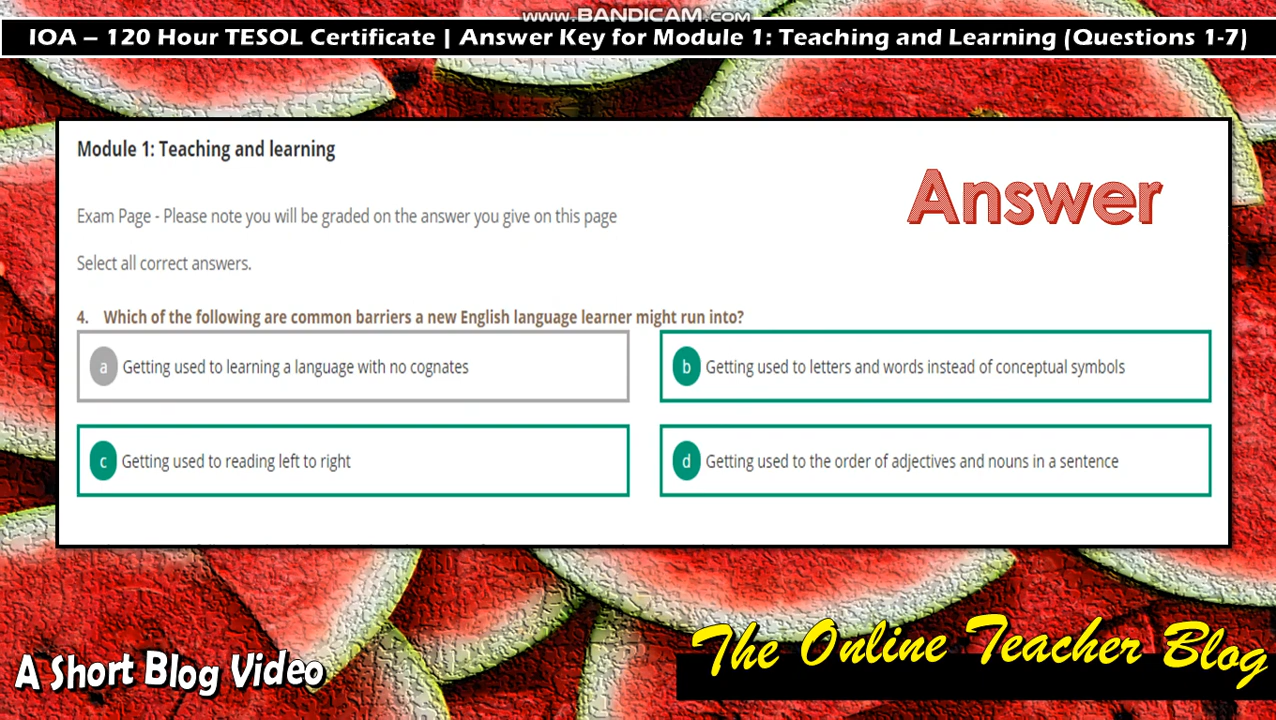 www.BANDICAM.com
IOA – 120 Hour TESOL Certificate | Answer Key for Module 1: Teaching and Learning (Questions 1-7)
Module 1: Teaching and learning
Answer
Exam Page - Please note you will be graded on the answer you give on this page
Select all correct answers.
4. Which of the following are common barriers a new English language learner might run into?
a Getting used to learning a language with no cognates
b Getting used to letters and words instead of conceptual symbols
c Getting used to reading left to right
d Getting used to the order of adjectives and nouns in a sentence
The Online Teacher Blog
A Short Blog Video